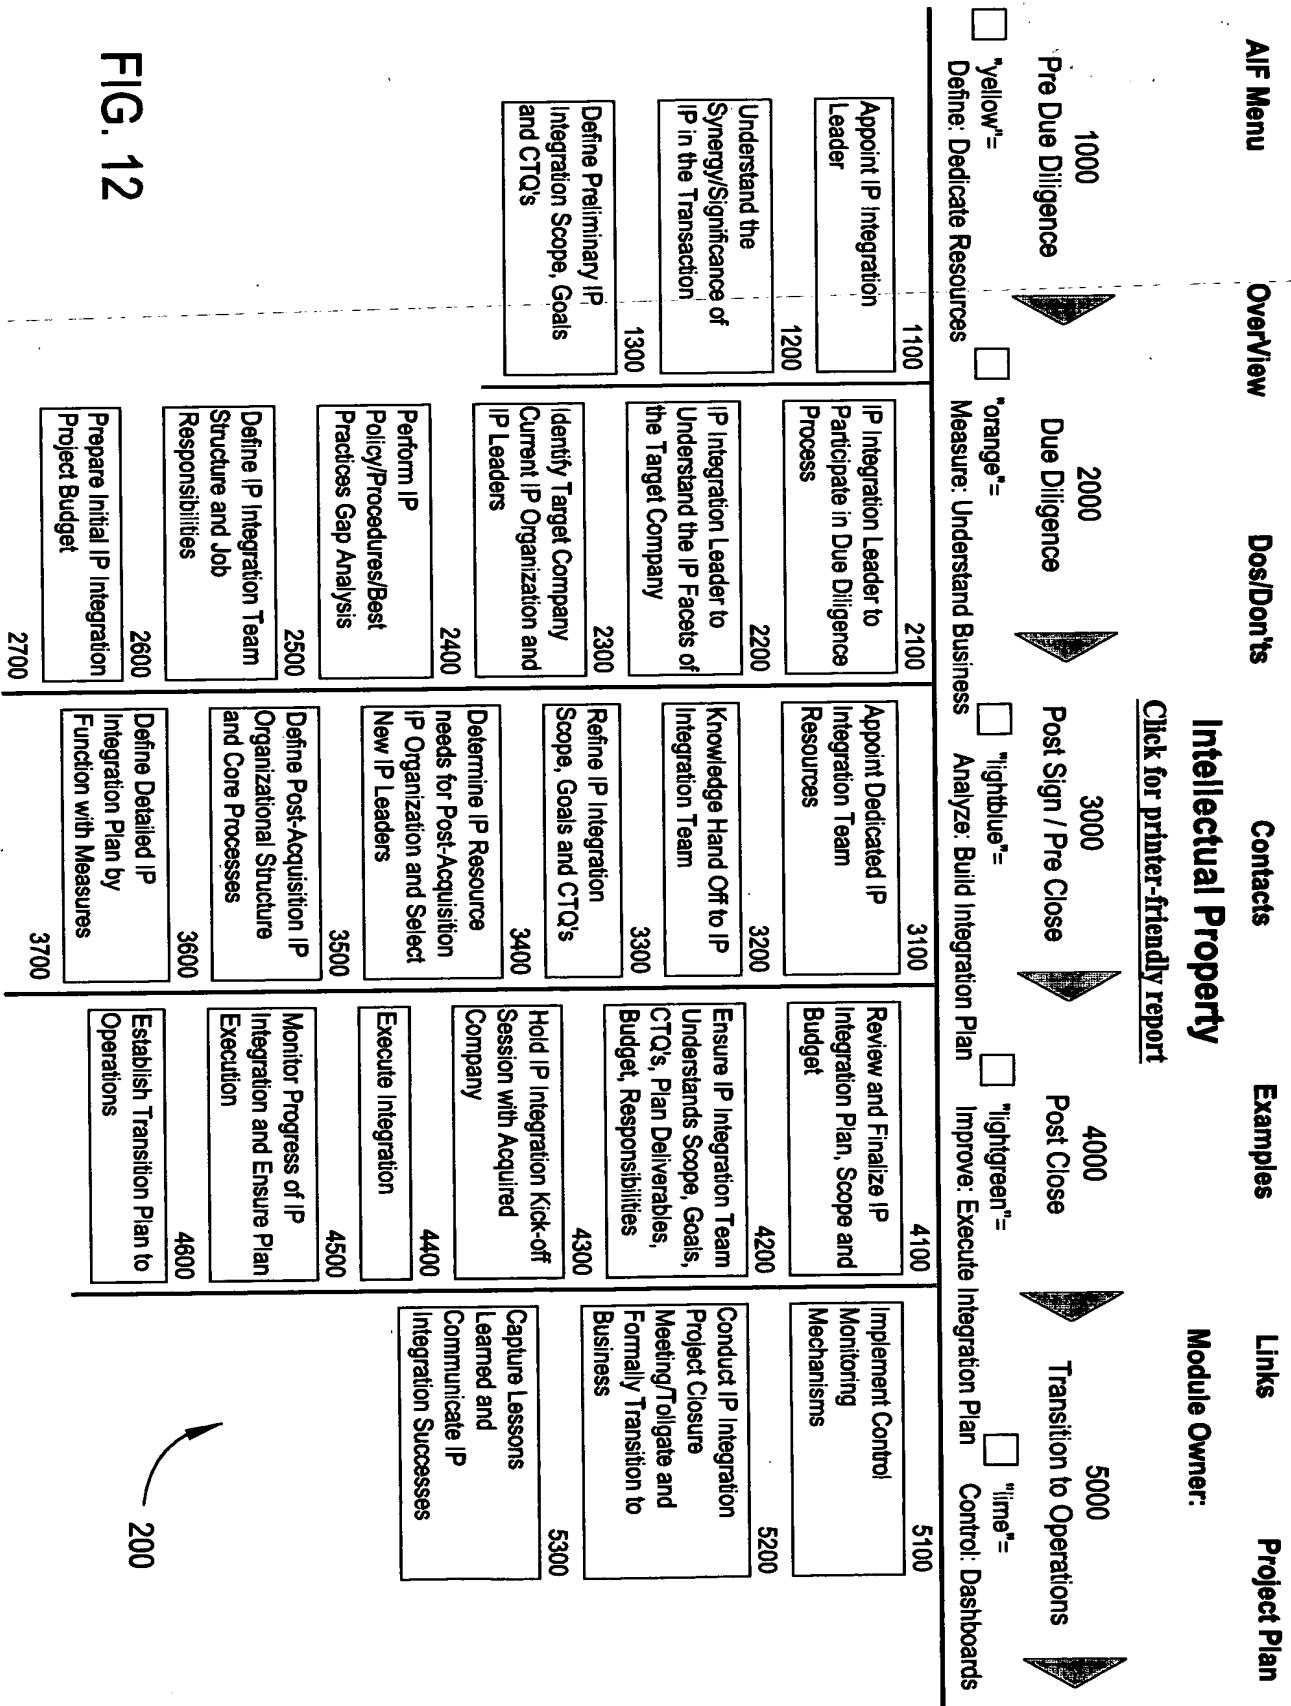 AIF Menu OverView Dos/Don'ts Contacts Examples Links Project Plan
Intellectual Property
Module Owner:
Click for printer-friendly report
1000
Pre Due Diligence
2000
Due Diligence
3000
Post Sign / Pre Close
4000
Post Close
5000
Transition to Operations
"yellow"=
Define: Dedicate Resources
"orange"=
Measure: Understand Business
"lightblue"=
Analyze: Build Integration Plan
"lightgreen"=
Improve: Execute Integration Plan
"lime"=
Control: Dashboards
1100
Appoint IP Integration
Leader
1200
Understand the
Synergy/Significance of
IP in the Transaction
1300
Define Preliminary IP
Integration Scope, Goals
and CTQ's
2100
IP Integration Leader to
Participate in Due Diligence
Process
2200
IP Integration Leader to
Understand the IP Facets of
the Target Company
2300
Identify Target Company
Current IP Organization and
IP Leaders
2400
Perform IP
Policy/Procedures/Best
Practices Gap Analysis
2500
Define IP Integration Team
Structure and Job
Responsibilities
2600
Prepare Initial IP Integration
Project Budget
2700
3100
Appoint Dedicated IP
Integration Team
Resources
3200
Knowledge Hand Off to IP
Integration Team
3300
Refine IP Integration
Scope, Goals and CTQ's
3400
Determine IP Resource
needs for Post-Acquisition
IP Organization and Select
New IP Leaders
3500
Define Post-Acquisition IP
Organizational Structure
and Core Processes
3600
Define Detailed IP
Integration Plan by
Function with Measures
3700
4100
Review and Finalize IP
Integration Plan, Scope and
Budget
4200
Ensure IP Integration Team
Understands Scope, Goals,
CTQ's, Plan Deliverables,
Budget, Responsibilities
4300
Hold IP Integration Kick-off
Session with Acquired
Company
4400
Execute Integration
4500
Monitor Progress of IP
Integration and Ensure Plan
Execution
4600
Establish Transition Plan to
Operations
5100
Implement Control
Monitoring
Mechanisms
5200
Conduct IP Integration
Project Closure
Meeting/Tollgate and
Formally Transition to
Business
5300
Capture Lessons
Learned and
Communicate IP
Integration Successes
200
FIG. 12